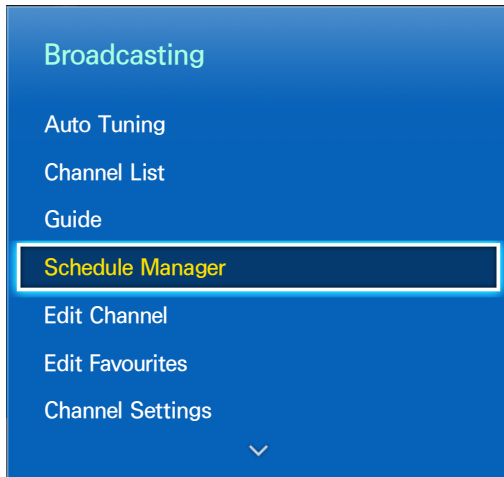 Broadcasting
Auto Tuning
Channel List
Guide
Schedule Manager
Edit Channel
Edit Favourites
Channel Settings